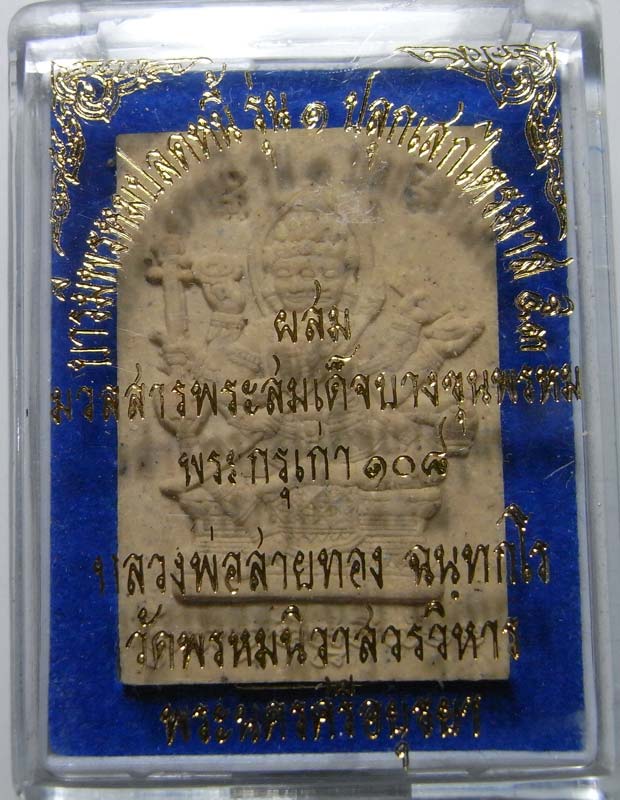 บารมีพรหมปลดหนี้ รุ่น ๑ ปลุกเสกไตรมาส
ผสม
มวลสารพระสมเด็จบางขุนพรหม
พระกรุเก่า ๑๐๘
หลวงพ่อสายทอง ฉนฺทกโร
วัดพรหมนิวาสวรวิหาร
พระนครศรีอยุธยา